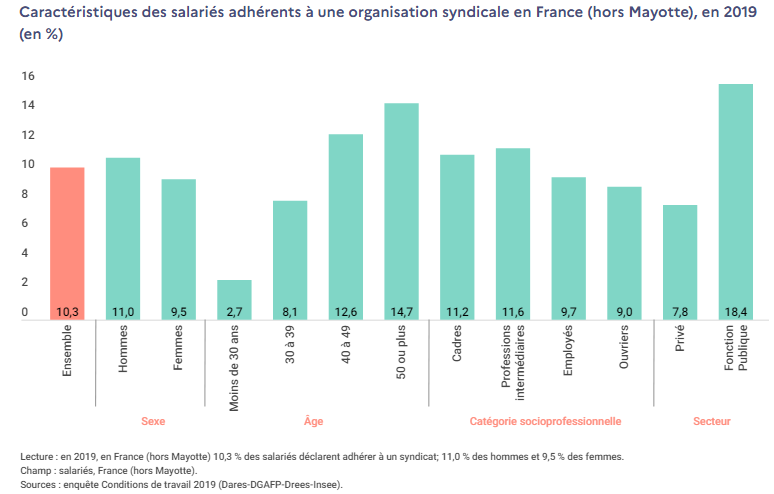 Caractéristiques des salariés adhérents à une organisation syndicale en France (hors Mayotte), en 2019
(en %)
16
14
12
10
8
6
4
2
0
10,3
11,0
9,5
2,7
8,1
12,6
14,7
11,2
11,6
9,7
9,0
7,8
18,4
Ensemble
Hommes
Femmes
Moins de 30 ans
30 à 39
40 à 49
50 ou plus
Cadres
Professions
intermédiaires
Employés
Ouvriers
Privé
Fonction
Publique
Sexe
Âge
Catégorie socioprofessionnelle
Secteur
Lecture : en 2019, en France (hors Mayotte) 10,3 % des salariés déclarent adhérer à un syndicat; 11,0 % des hommes et 9,5 % des femmes.
Champ : salariés, France (hors Mayotte).
Sources : enquête Conditions de travail 2019 (Dares-DGAFP-Drees-Insee).